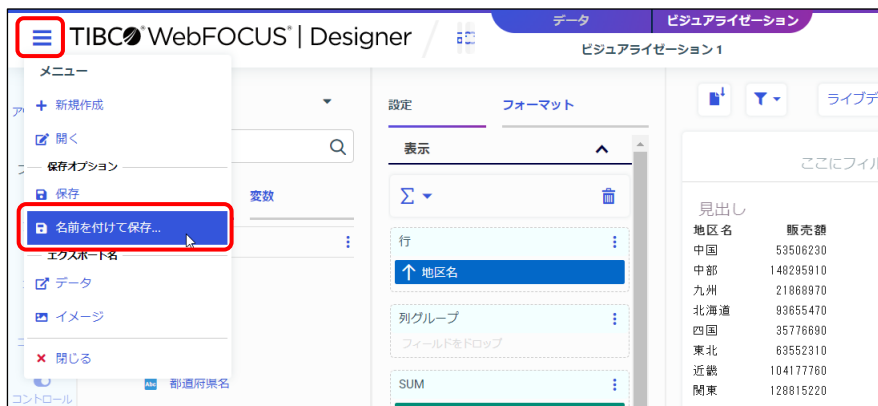 TIBCO® WebFOCUS® | Designer
データ
ビジュアライゼーション
ビジュアライゼーション 1
メニュー
新規作成
開く
保存オプション
保存
名前を付けて保存...
エクスポート名
データ
イメージ
閉じる
変数
Abc 都道府県名
コントロール
設定
フォーマット
表示
行
地区名
列グループ
フィールドをドロップ
SUM
ライブデ
ここにフィル
見出し
地区名 販売額
中国 53506230
中部 148295910
九州 21868970
北海道 93655470
四国 35776690
東北 63552310
近畿 104177760
関東 128815220